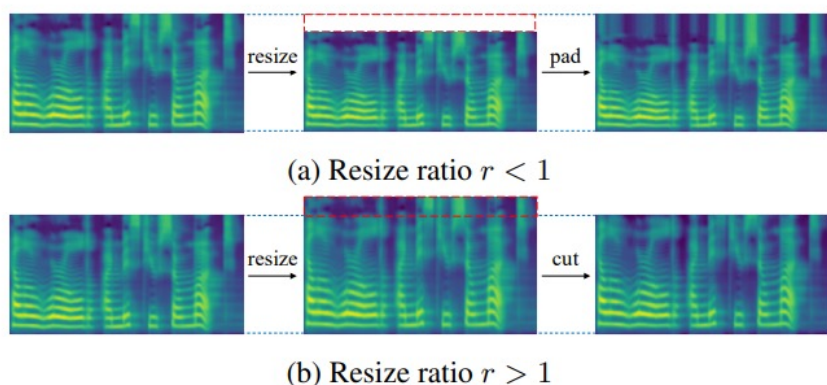 resize
pad
(a) Resize ratio r < 1
resize
cut
(b) Resize ratio r > 1